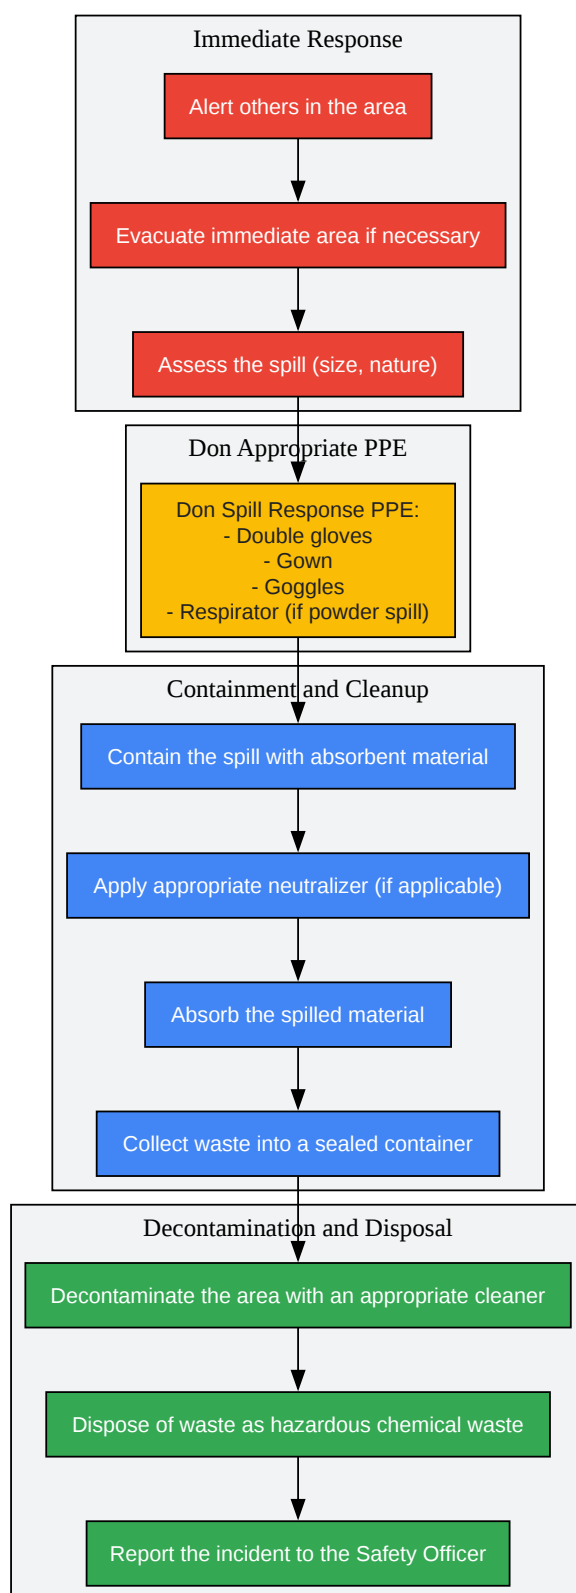 Immediate Response
Alert others in the area
Evacuate immediate area if necessary
Assess the spill (size, nature)
Don Appropriate PPE
Don Spill Response PPE:
- Double gloves
- Gown
- Goggles
- Respirator (if powder spill)
Containment and Cleanup
Contain the spill with absorbent material
Apply appropriate neutralizer (if applicable)
Absorb the spilled material
Collect waste into a sealed container
Decontamination and Disposal
Decontaminate the area with an appropriate cleaner
Dispose of waste as hazardous chemical waste
Report the incident to the Safety Officer